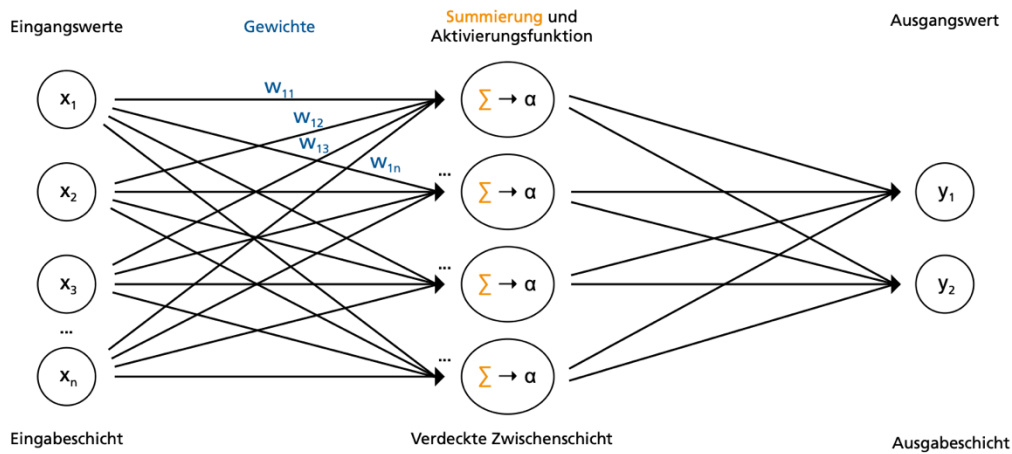 Eingangswerte
Gewichte
Summierung und
Aktivierungsfunktion
Ausgangswert
x1
w11
∑ → α
w12
w13
w1n
x2
...
∑ → α
y1
x3
...
∑ → α
y2
...
xn
...
∑ → α
Eingabeschicht
Verdeckte Zwischenschicht
Ausgabeschicht